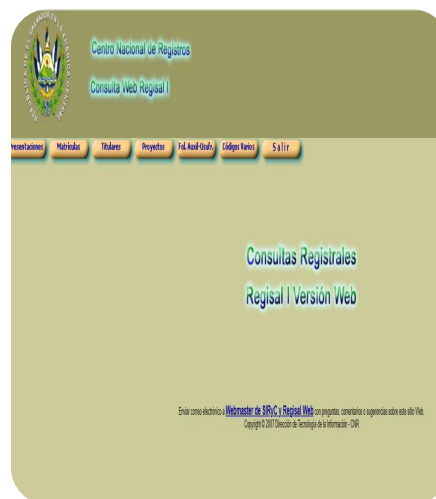 Centro Nacional de Registros
Consulta Web Regisal I
resentaciones Matrículas Titulares Proyectos Fol. Auxil-Usufr. Códigos Varios Salir
Consultas Registrales
Regisal I Versión Web
Enviar correo electrónico a Webmaster de SIRyC y Regisal Web con preguntas, comentarios o sugerencias sobre este sitio Web.
Copyright © 2007 Dirección de Tecnología de la Información - CNR